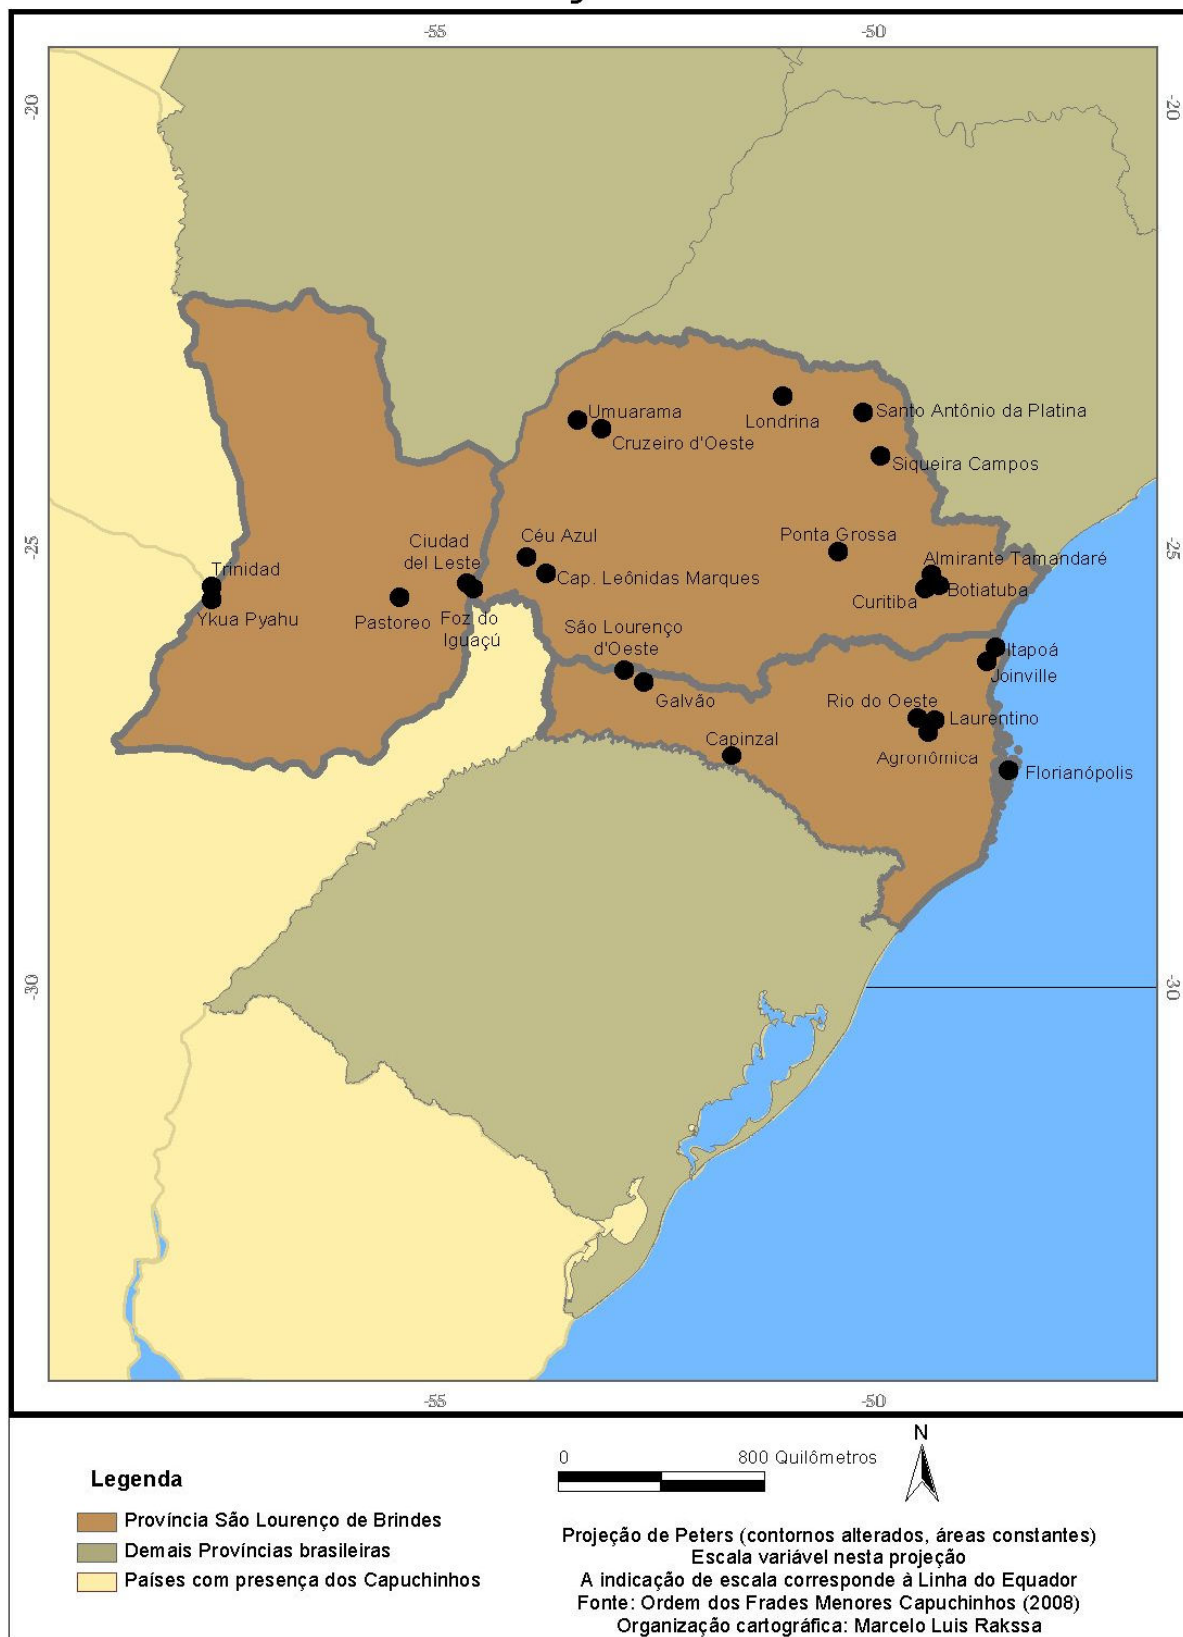 -55
-50
-20
-20
Umuarama
Londrina
Santo Antônio da Platina
Cruzeiro d'Oeste
Siqueira Campos
-25
-25
Ciudad
del Leste
Céu Azul
Ponta Grossa
Almirante Tamandaré
Trinidad
Cap. Leônidas Marques
Botiatuba
Curitiba
Ykua Pyahu
Pastoreo
Foz do
Iguaçú
São Lourenço
d'Oeste
Itapoá
Joinville
Galvão
Rio do Oeste
Laurentino
Capinzal
Agronômica
Florianópolis
-30
-30
-55
-50
Legenda
Província São Lourenço de Brindes
Demais Províncias brasileiras
Países com presença dos Capuchinhos
0 800 Quilômetros
N
Projeção de Peters (contornos alterados, áreas constantes)
Escala variável nesta projeção
A indicação de escala corresponde à Linha do Equador
Fonte: Ordem dos Frades Menores Capuchinhos (2008)
Organização cartográfica: Marcelo Luis Rakssa